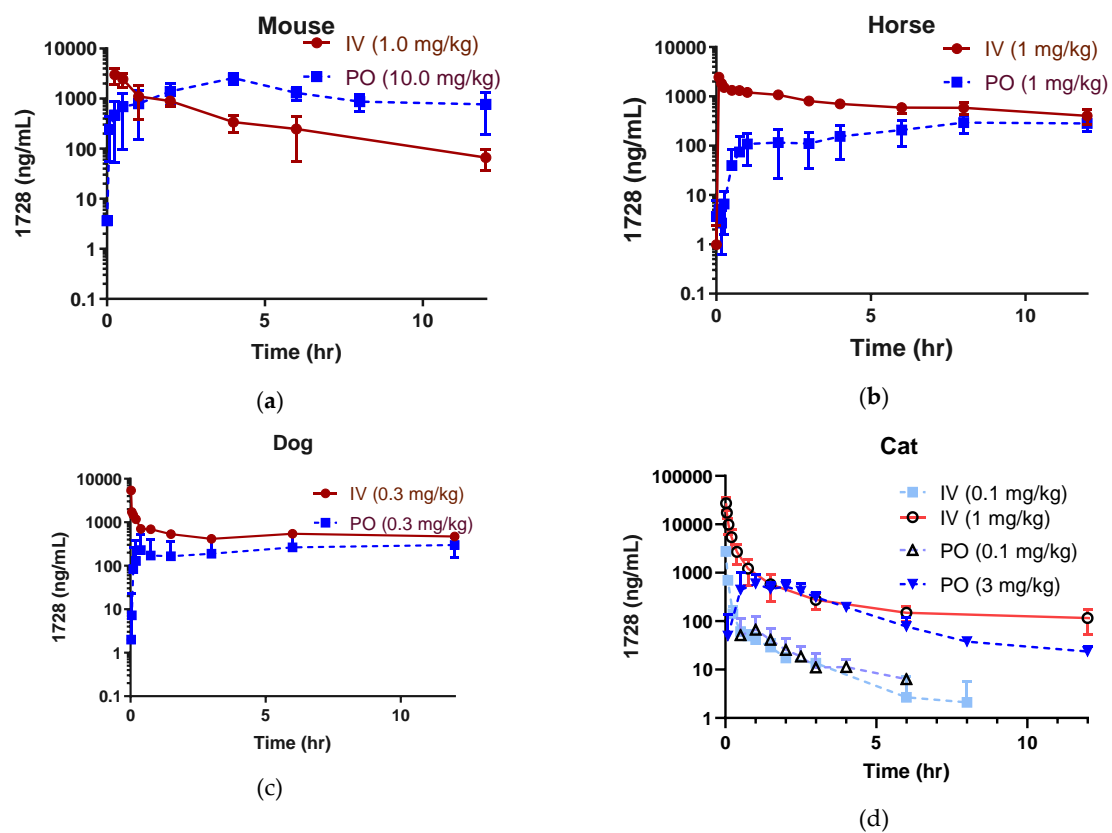 Mouse
IV (1.0 mg/kg)
PO (10.0 mg/kg)
1728 (ng/mL)
10000
1000
100
10
1
0.1
0 5 10
Time (hr)
(a)
Horse
IV (1 mg/kg)
PO (1 mg/kg)
1728 (ng/mL)
10000
1000
100
10
1
0.1
0 5 10
Time (hr)
(b)
Dog
IV (0.3 mg/kg)
PO (0.3 mg/kg)
1728 (ng/mL)
10000
1000
100
10
1
0.1
0 5 10
Time (hr)
(c)
Cat
IV (0.1 mg/kg)
IV (1 mg/kg)
PO (0.1 mg/kg)
PO (3 mg/kg)
1728 (ng/mL)
100000
10000
1000
100
10
1
0 5 10
Time (hr)
(d)